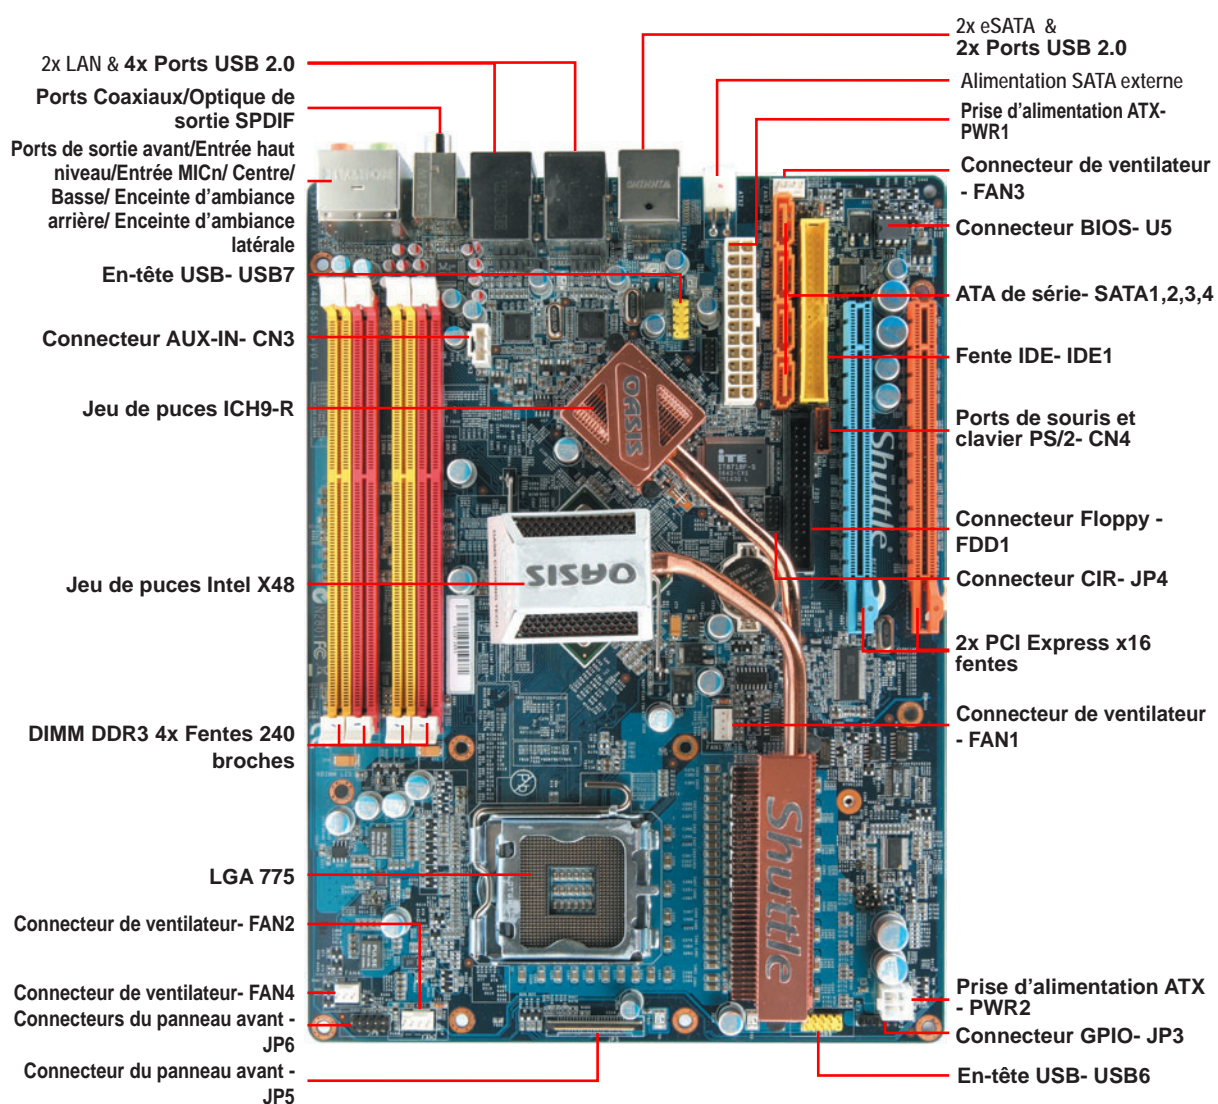 2x LAN & 4x Ports USB 2.0
Ports Coaxiaux/Optique de
sortie SPDIF
Ports de sortie avant/Entrée haut
niveau/Entrée MICn/ Centre/
Basse/ Enceinte d'ambiance
arrière/ Enceinte d'ambiance
latérale
En-tête USB- USB7
Connecteur AUX-IN- CN3
Jeu de puces ICH9-R
Jeu de puces Intel X48
DIMM DDR3 4x Fentes 240
broches
LGA 775
Connecteur de ventilateur- FAN2
Connecteur de ventilateur- FAN4
Connecteurs du panneau avant -
JP6
Connecteur du panneau avant -
JP5
2x eSATA &
2x Ports USB 2.0
Alimentation SATA externe
Prise d'alimentation ATX-
PWR1
Connecteur de ventilateur
- FAN3
Connecteur BIOS- U5
ATA de série- SATA1,2,3,4
Fente IDE- IDE1
Ports de souris et
clavier PS/2- CN4
Connecteur Floppy -
FDD1
Connecteur CIR- JP4
2x PCI Express x16
fentes
Connecteur de ventilateur
- FAN1
Prise d'alimentation ATX
- PWR2
Connecteur GPIO- JP3
En-tête USB- USB6
OASIS
OASIS
iTE
Shuttle
Shuttle
FAN1